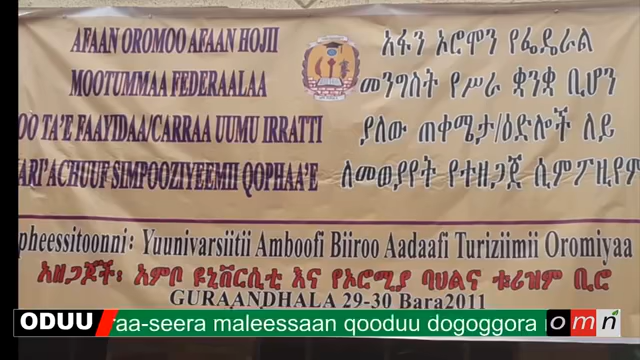 AFAAN OROMOO AFAAN HOJII
MOOTUMMAA FEDERAALAA
OO TA'E FAAYIDAA/CARRAA UUMU IRRATTI
ARI'ACHUUF SIMPOOZIYEEMII QOPHAA'E
አፋን ኦሮሞን የፌዴራል
መንግስት የሥራ ቋንቋ ቢሆን
ያለው ጠቀሜታ/ዕድሎች ለይ
ለመወያየት የተዘጋጀ ሲምፖዚየም
pheessitoonni: Yuunivarsiitii Amboofi Biiroo Aadaafi Turiziimii Oromiyaa
አዘጋጆች፡ አምቦ ዩኒቨርሲቲ እና የኦሮሚያ ባህልና ቱሪዝም ቢሮ
GURAANDHALA 29-30 Bara2011
ODUU
raa-seera maleessaan qooduu dogoggora
omn